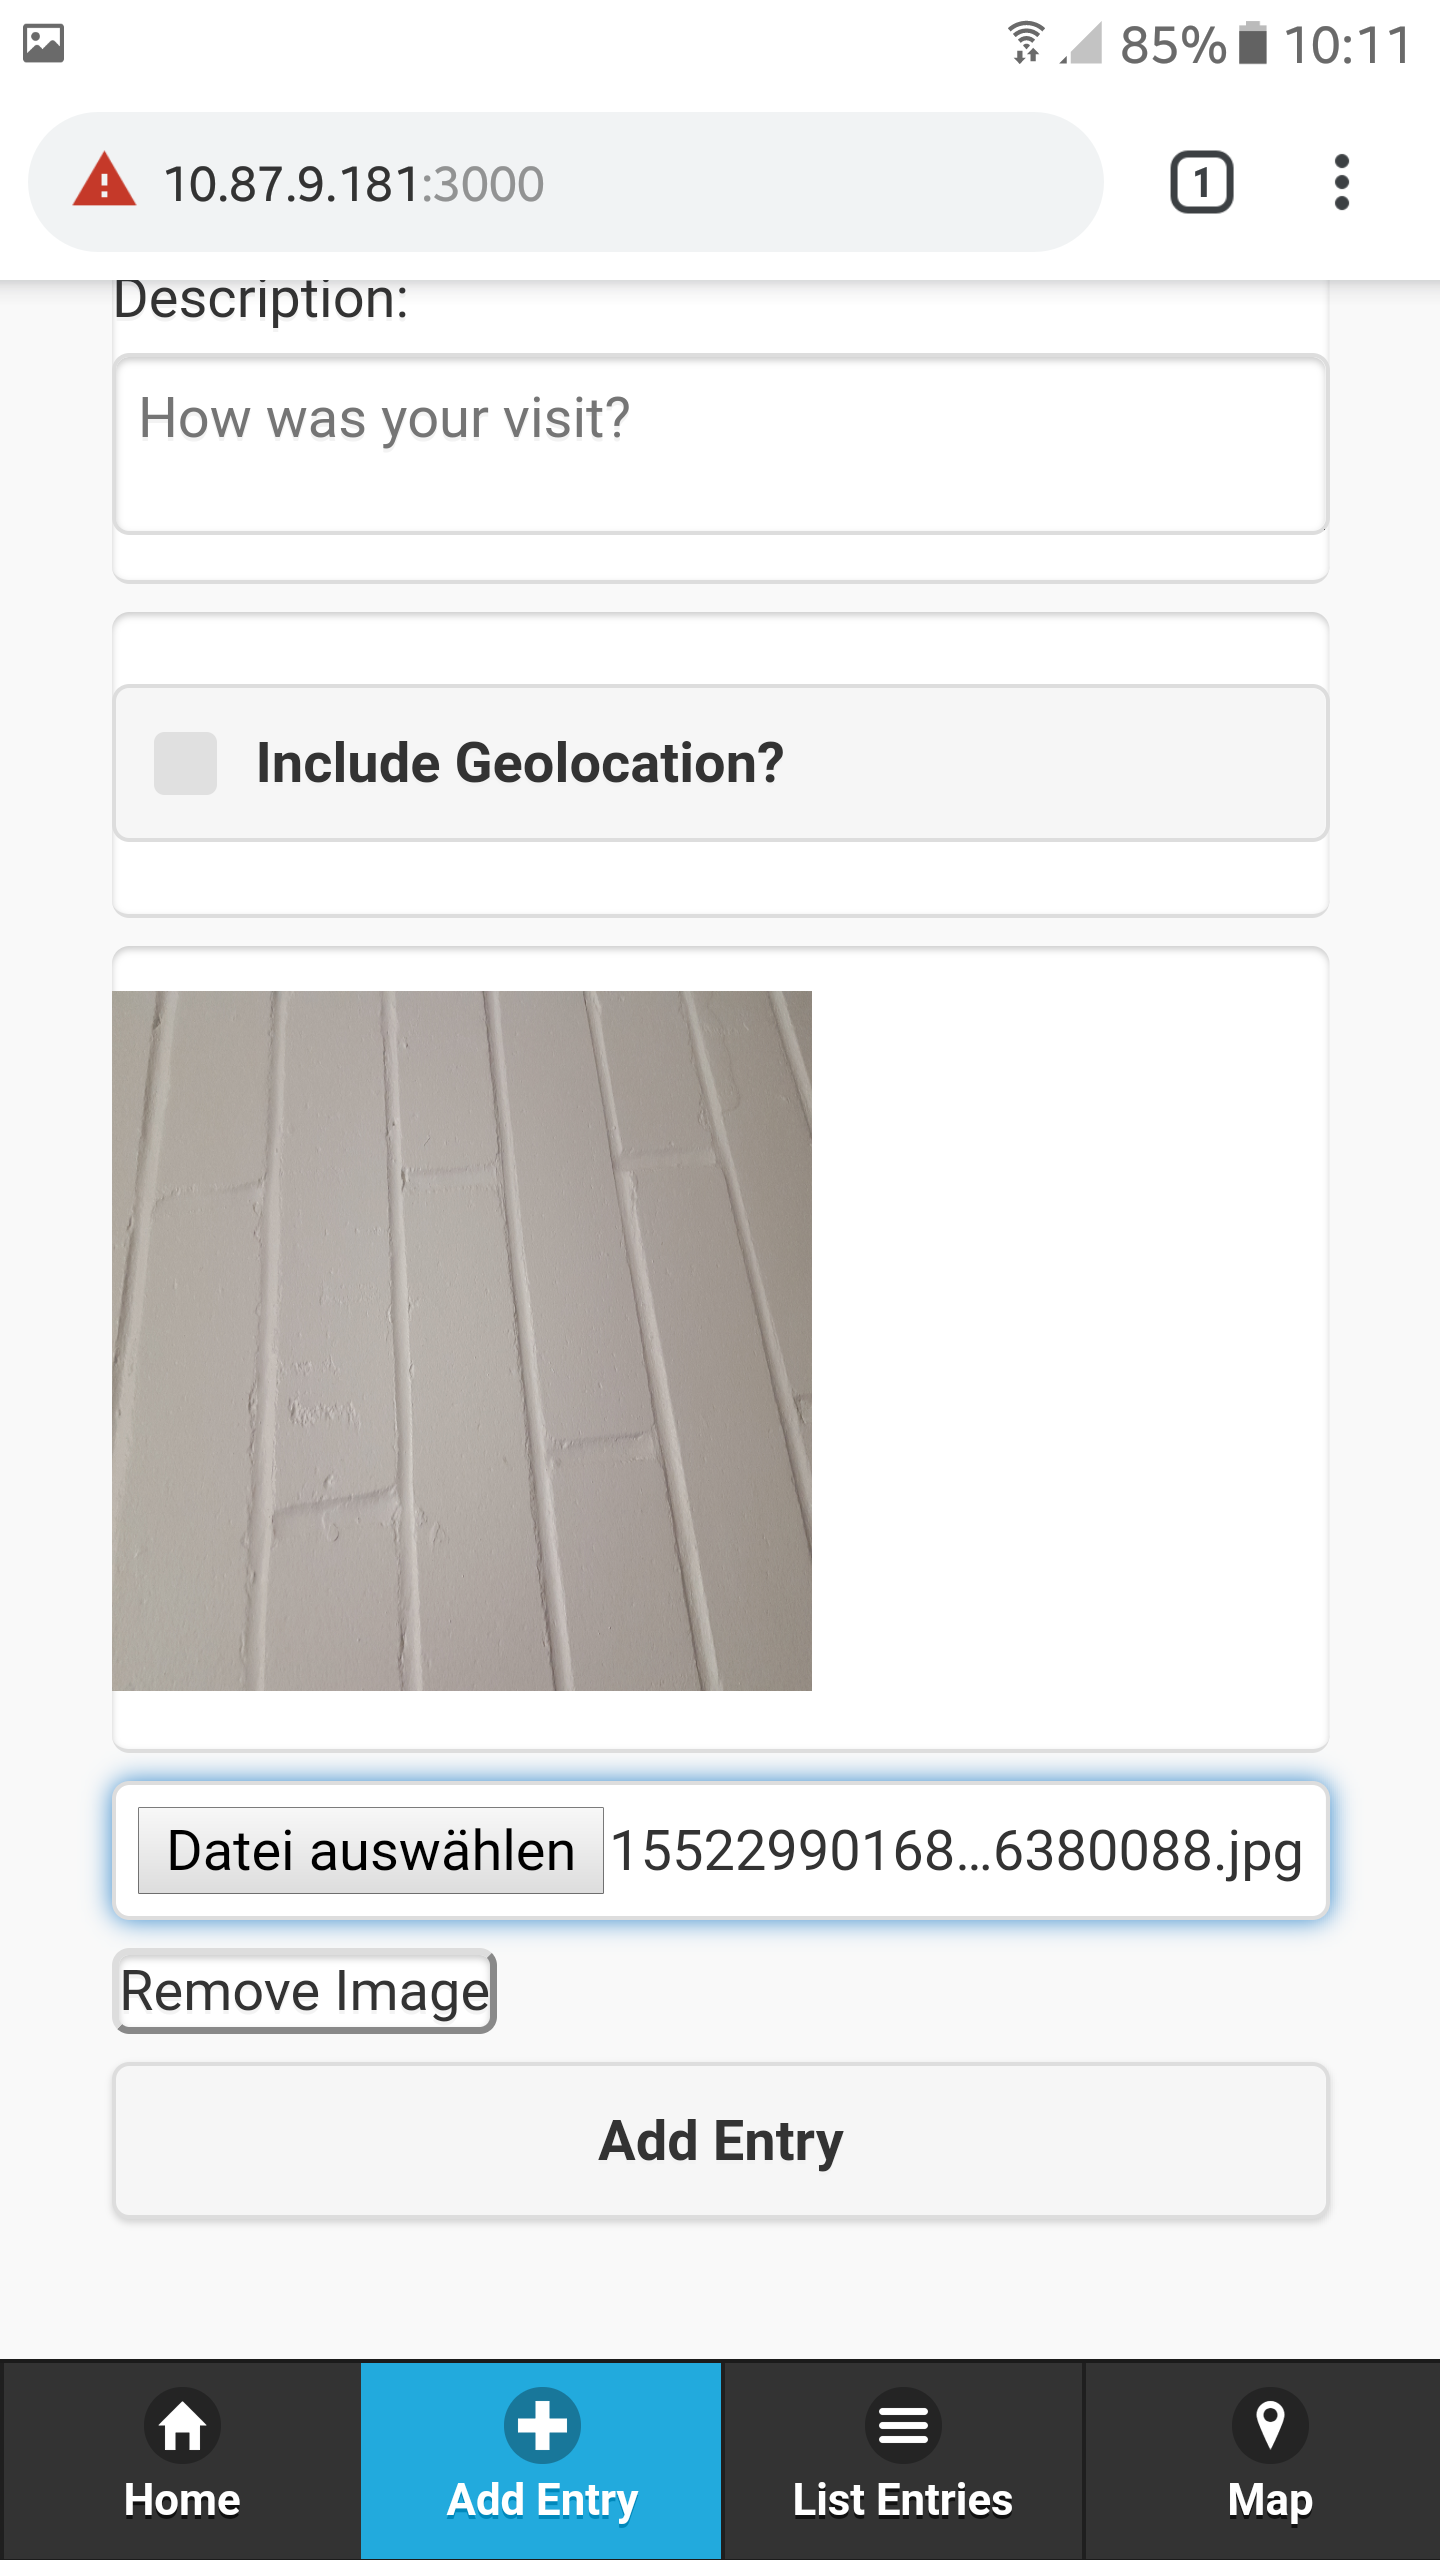 85% 10:11
10.87.9.181:3000
1
Description:
How was your visit?
Include Geolocation?
Datei auswählen 15522990168…6380088.jpg
Remove Image
Add Entry
Home Add Entry List Entries Map